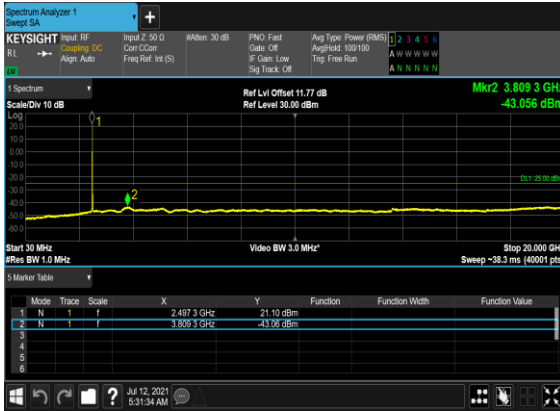 Spectrum Analyzer 1
Swept SA
KEYSIGHT Input: RF Input Z: 50 Ω #Atten: 30 dB PNO: Fast Avg Type: Power (RMS) 1 2 3 4 5 6
RL Coupling: DC Corr CCorr Gate: Off Avg|Hold: 100/100 A W W W W W
Align: Auto Freq Ref: Int (S) IF Gain: Low Trig: Free Run
Sig Track: Off A N N N N N
1 Spectrum Ref Lvl Offset 11.77 dB Mkr2 3.809 3 GHz
Scale/Div 10 dB Ref Level 30.00 dBm -43.056 dBm
Log
20.0
10.0
0.00
-10.0
-20.0
-30.0
-40.0
-50.0
-60.0
1
2
Start 30 MHz Video BW 3.0 MHz* Stop 20.000 GH
#Res BW 1.0 MHz Sweep ~38.3 ms (40001 pts
5 Marker Table
Mode Trace Scale X Y Function Function Width Function Value
1 N 1 f 2.497 3 GHz 21.10 dBm
2 N 1 f 3.809 3 GHz -43.06 dBm
3
4
5
6
? Jul 12, 2021
5:31:34 AM